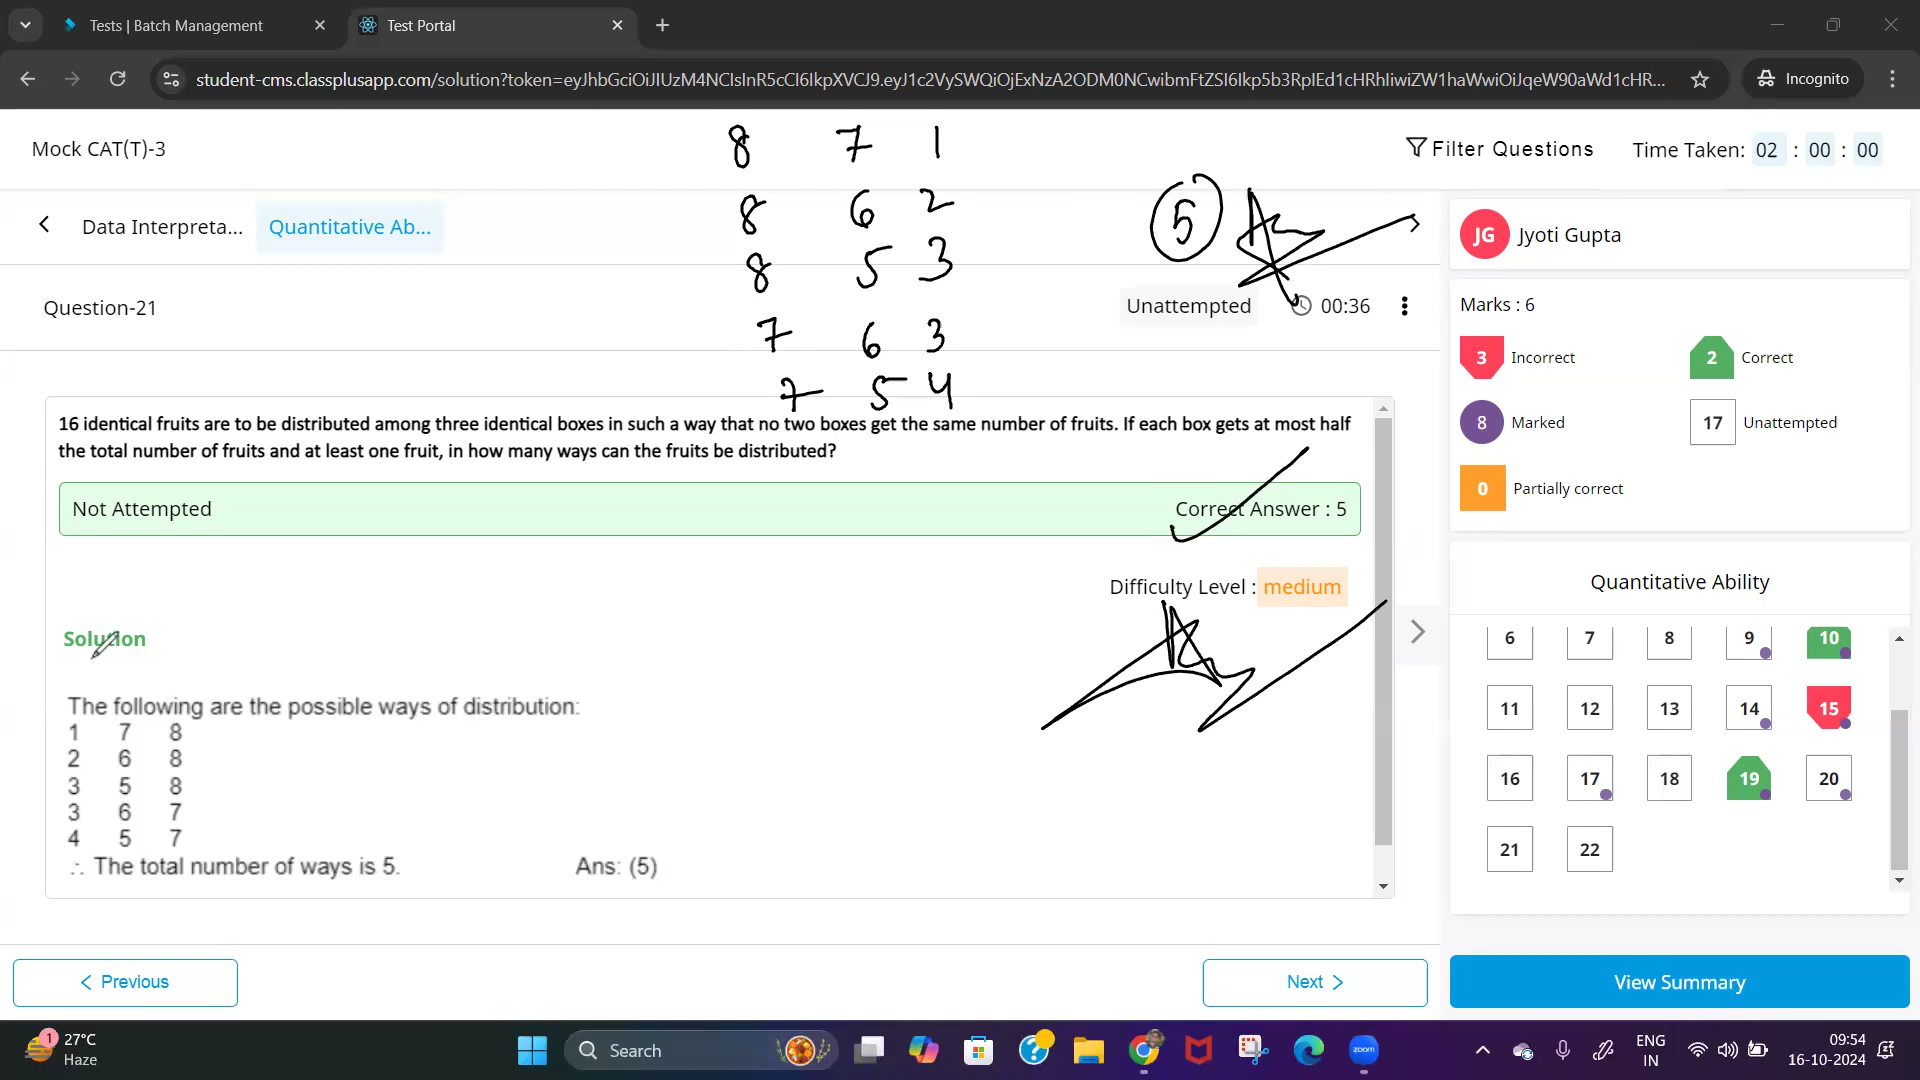 Tests | Batch Management
Test Portal
student-cms.classplusapp.com/solution?token=eyJhbGciOiJIUzM4NCIsInR5cCI6IkpXVCJ9.eyJ1c2VySWQiOjExNzA2ODM0NCwibmFtZSI6Ikp5b3RpIEd1cHRhIiwiZW1haWwiOiJqeW90aWd1cHR...
Incognito
Mock CAT(T)-3
Filter Questions
Time Taken: 02 : 00 : 00
8 7 1
8 6 2
8 5 3
7 6 3
7 5 4
5
Data Interpreta...
Quantitative Ab...
Question-21
Unattempted
00:36
16 identical fruits are to be distributed among three identical boxes in such a way that no two boxes get the same number of fruits. If each box gets at most half
the total number of fruits and at least one fruit, in how many ways can the fruits be distributed?
Not Attempted
Correct Answer : 5
Difficulty Level : medium
Solution
The following are the possible ways of distribution:
1 7 8
2 6 8
3 5 8
3 6 7
4 5 7
∴ The total number of ways is 5. Ans: (5)
Previous
Next
JG Jyoti Gupta
Marks : 6
3 Incorrect
2 Correct
8 Marked
17 Unattempted
0 Partially correct
Quantitative Ability
6 7 8 9 10
11 12 13 14 15
16 17 18 19 20
21 22
View Summary
1
27°C
Haze
Search
zoom
ENG
IN
09:54
16-10-2024